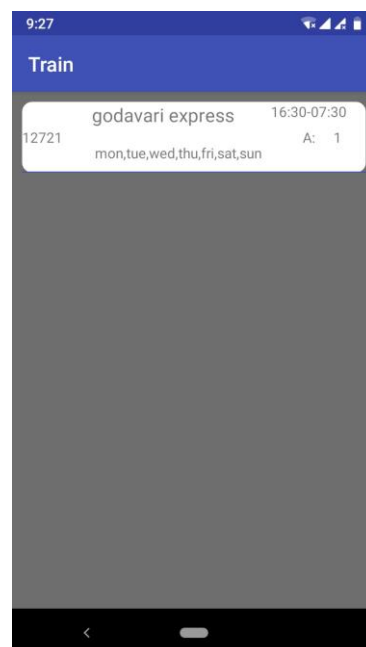 9:27
Train
godavari express 16:30-07:30
12721 A: 1
mon,tue,wed,thu,fri,sat,sun